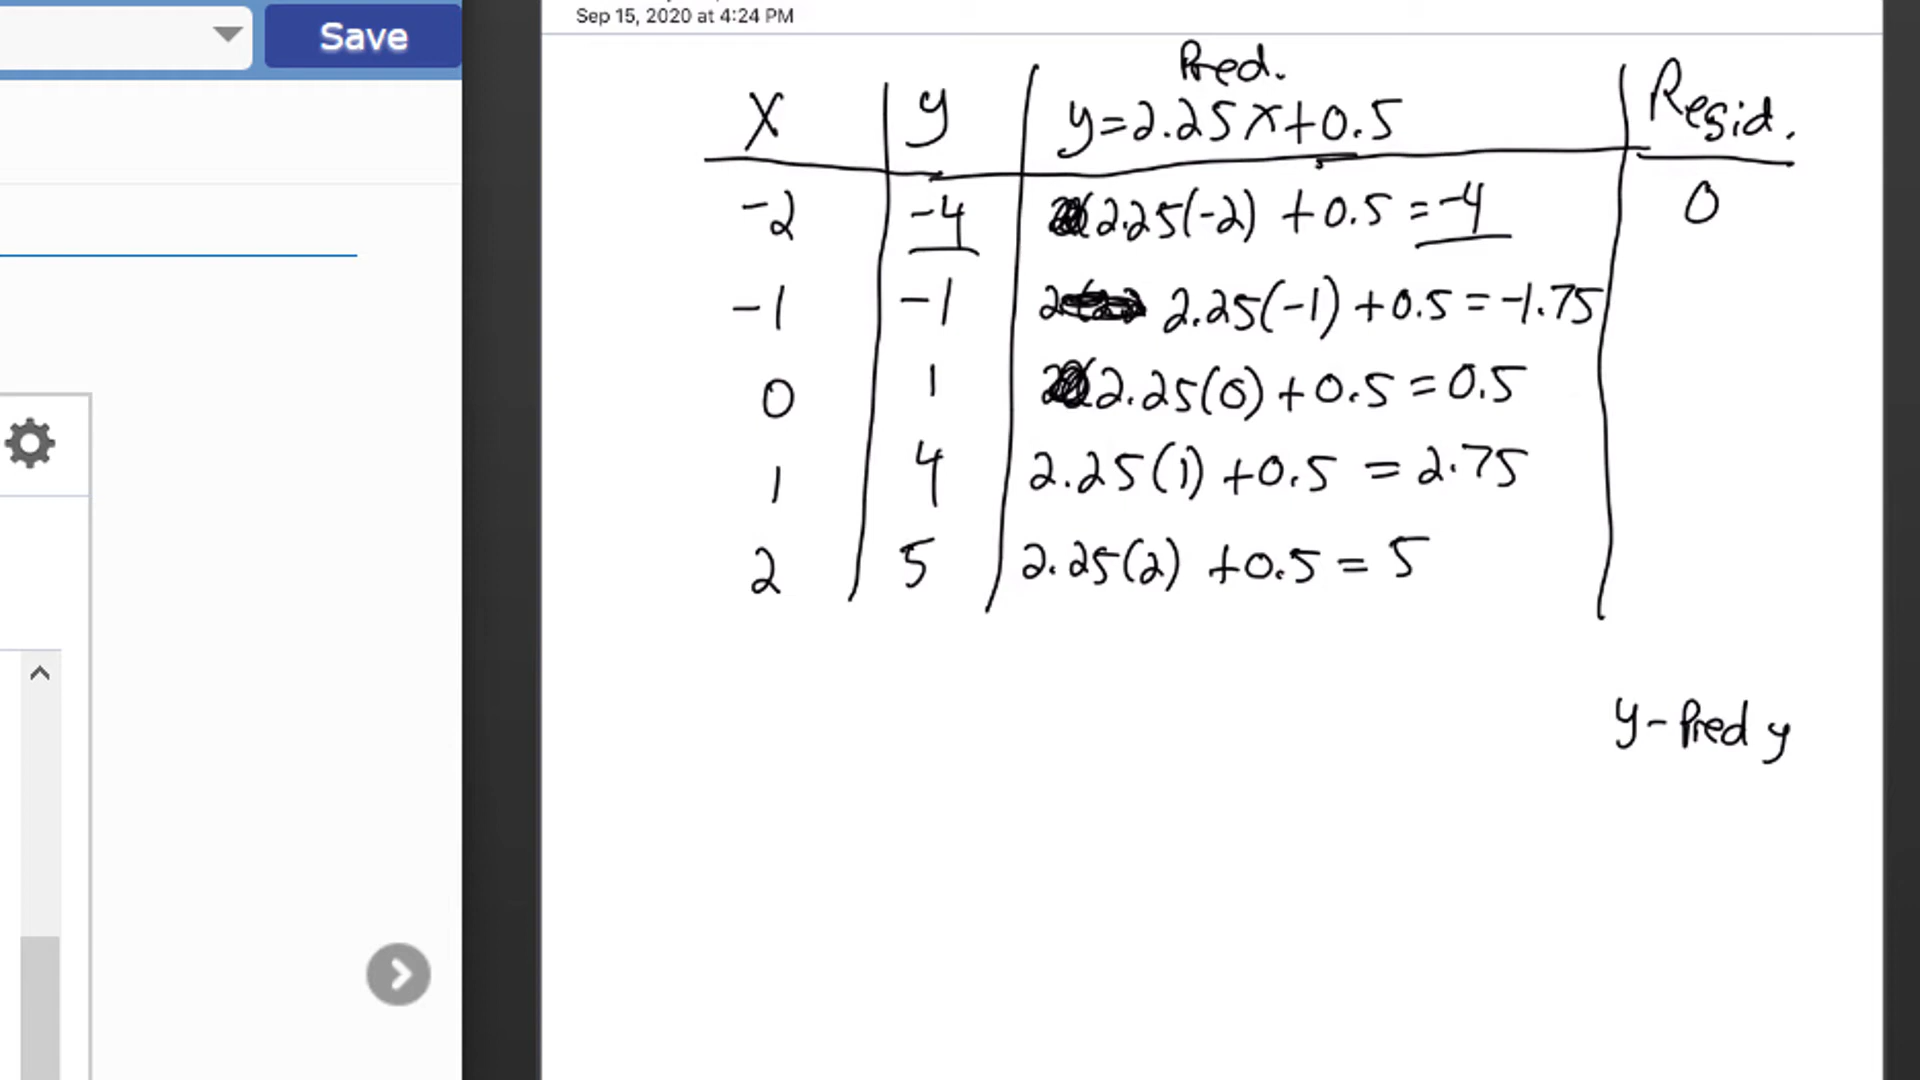 Sep 15, 2020 at 4:24 PM
Save
Pred.
x y y=2.25x+0.5 Resid.
-2 -4 2.25(-2) +0.5 = -4 0
-1 -1 2 2.25(-1) +0.5 = -1.75
0 1 2.25(0) +0.5 = 0.5
1 4 2.25(1) +0.5 = 2.75
2 5 2.25(2) +0.5 = 5
y - Pred y